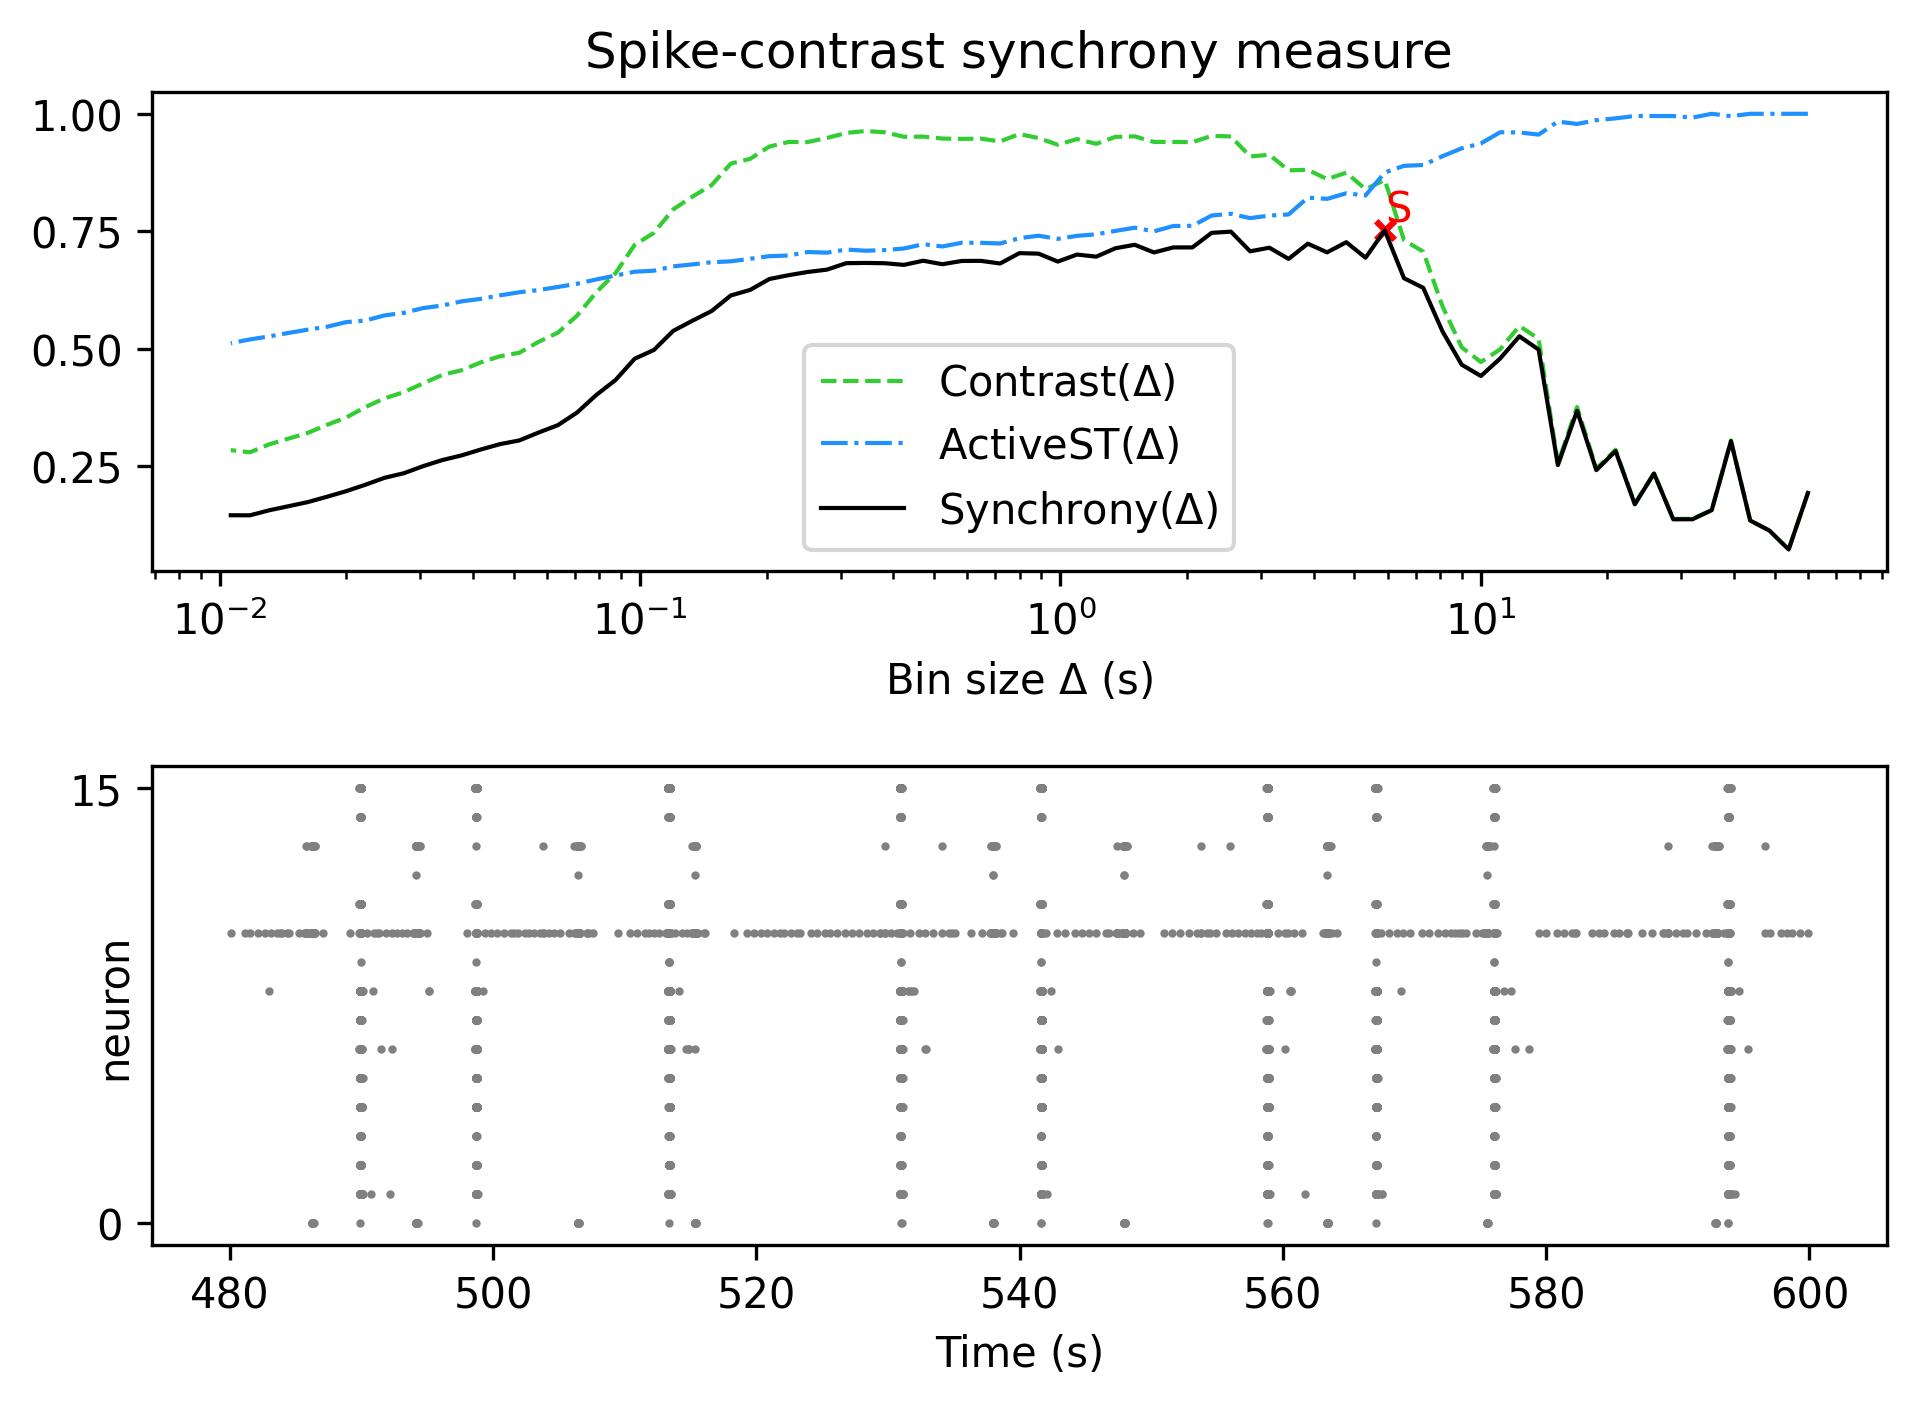 Spike-contrast synchrony measure
1.00
0.75
0.50
0.25
S
Contrast(Δ)
ActiveST(Δ)
Synchrony(Δ)
10⁻² 10⁻¹ 10⁰ 10¹
Bin size Δ (s)
15
neuron
0
480 500 520 540 560 580 600
Time (s)